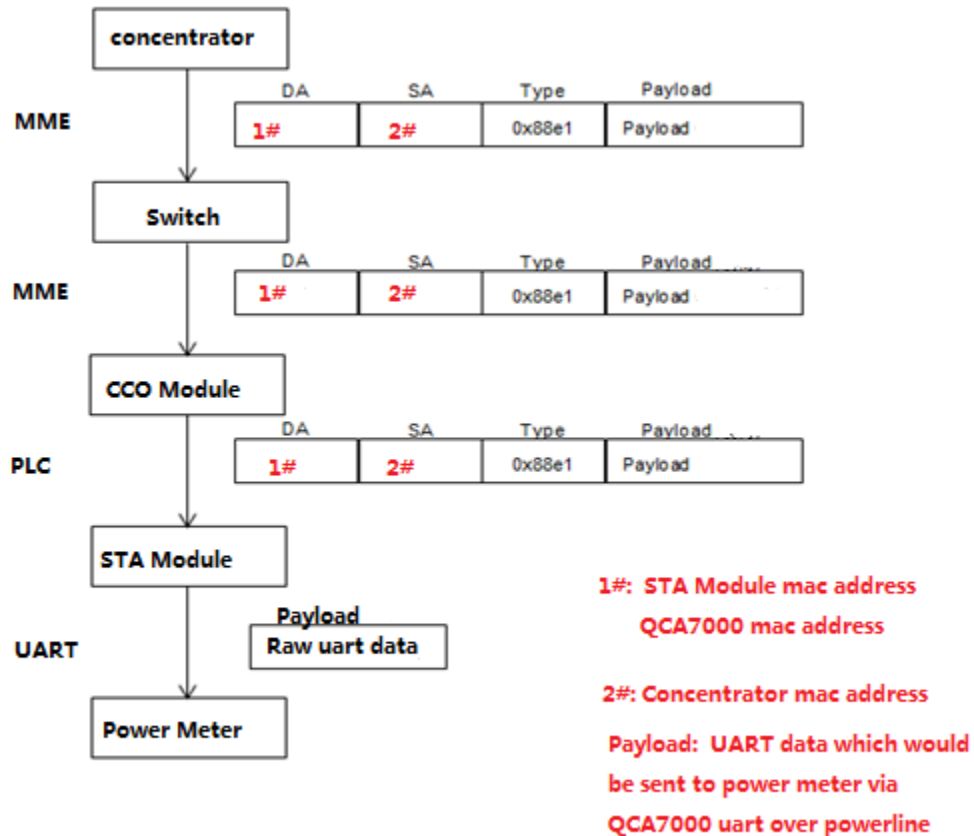 concentrator
DA SA Type Payload
MME
1# 2# 0x88e1 Payload
Switch
DA SA Type Payload
MME
1# 2# 0x88e1 Payload
CCO Module
DA SA Type Payload
PLC
1# 2# 0x88e1 Payload
STA Module
1#: STA Module mac address
QCA7000 mac address
Payload
UART
Raw uart data
2#: Concentrator mac address
Power Meter
Payload: UART data which would
be sent to power meter via
QCA7000 uart over powerline